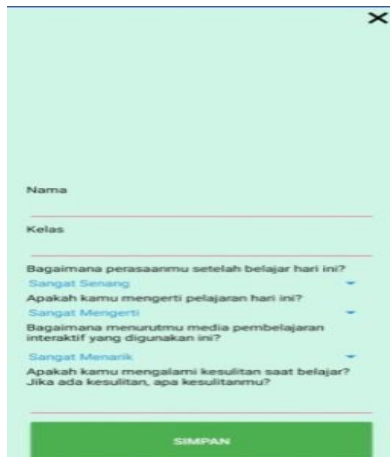 Nama
Kelas
Bagaimana perasaanmu setelah belajar hari ini?
Sangat Senang
Apakah kamu mengerti pelajaran hari ini?
Sangat Mengerti
Bagaimana menurutmu media pembelajaran
interaktif yang digunakan ini?
Sangat Menarik
Apakah kamu mengalami kesulitan saat belajar?
Jika ada kesulitan, apa kesulitanmu?
SIMPAN